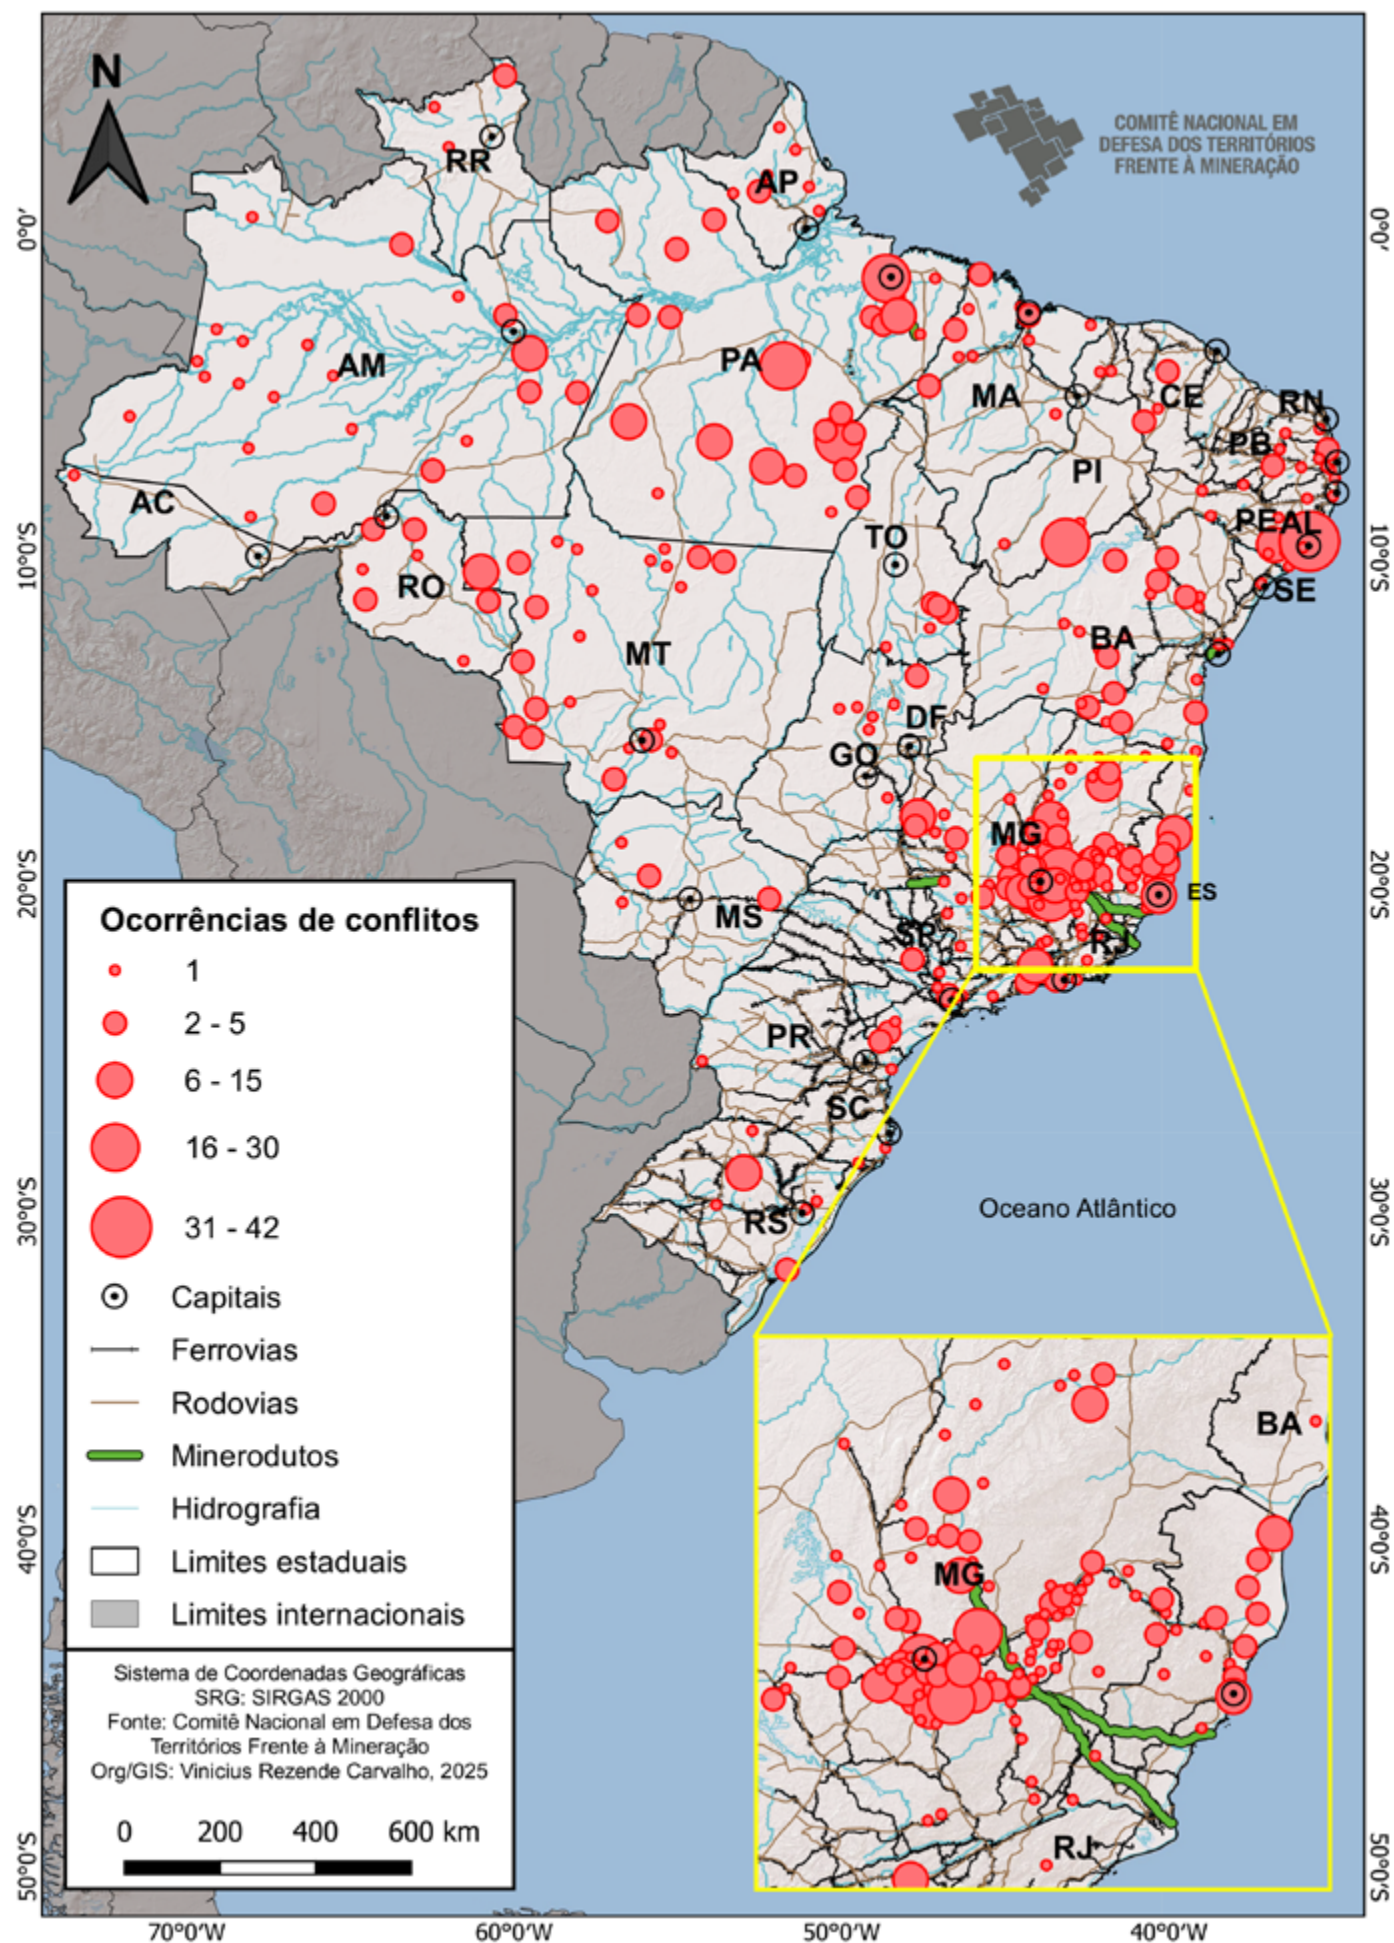 N
COMITÊ NACIONAL EM
DEFESA DOS TERRITÓRIOS
FRENTE À MINERAÇÃO
RR
AP
0°0'
0°0'
AM
PA
MA
CE
RN
PB
PI
AC
PE
AL
TO
10°0'S
10°0'S
RO
SE
MT
BA
DF
GO
MG
20°0'S
20°0'S
ES
MS
SP
RJ
PR
SC
RS
30°0'S
30°0'S
Oceano Atlântico
Ocorrências de conflitos
1
2 - 5
6 - 15
16 - 30
31 - 42
Capitais
Ferrovias
Rodovias
Minerodutos
Hidrografia
Limites estaduais
Limites internacionais
Sistema de Coordenadas Geográficas
SRG: SIRGAS 2000
Fonte: Comitê Nacional em Defesa dos
Territórios Frente à Mineração
Org/GIS: Vinicius Rezende Carvalho, 2025
0 200 400 600 km
BA
MG
RJ
40°0'S
40°0'S
50°0'S
50°0'S
70°0'W
60°0'W
50°0'W
40°0'W